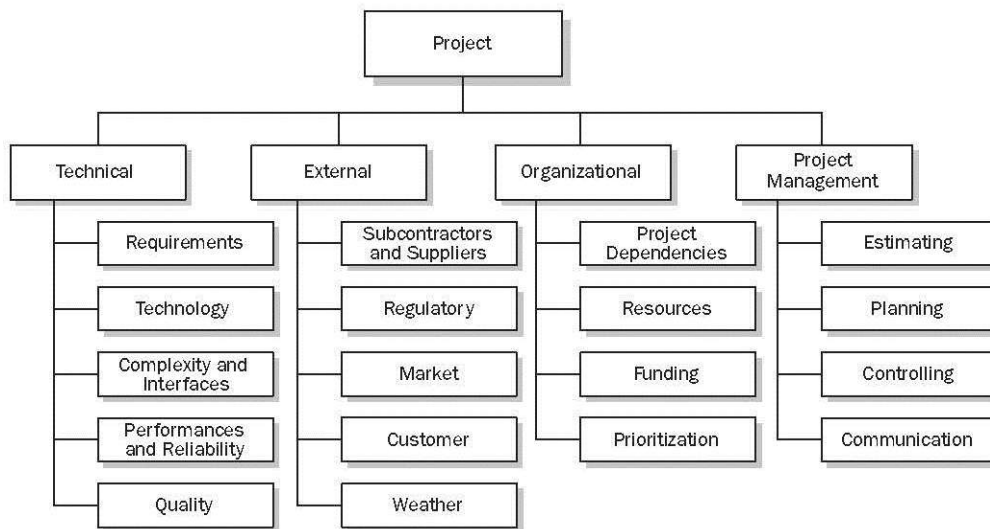 Project
Technical
External
Organizational
Project
Management
Requirements
Technology
Complexity and
Interfaces
Performances
and Reliability
Quality
Subcontractors
and Suppliers
Regulatory
Market
Customer
Weather
Project
Dependencies
Resources
Funding
Prioritization
Estimating
Planning
Controlling
Communication